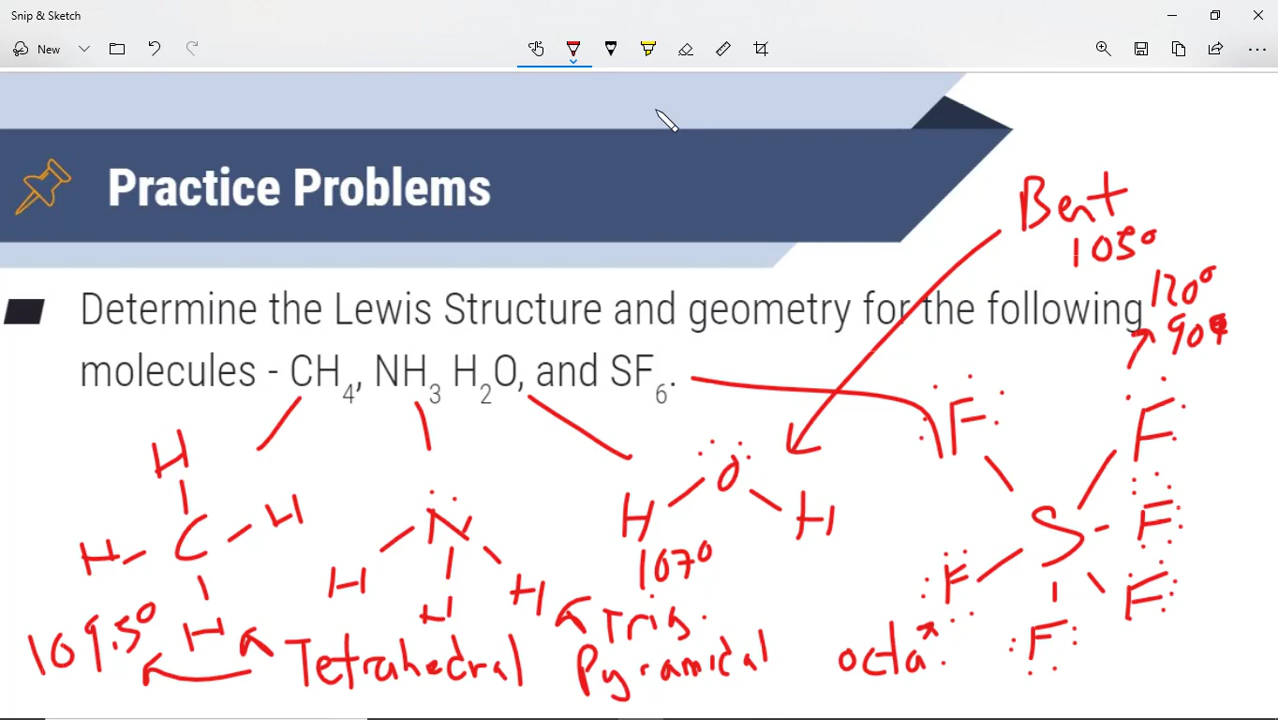 Snip & Sketch
New
Practice Problems
Bent
105°
120°
90°
Determine the Lewis Structure and geometry for the following
molecules - CH4, NH3 H2O, and SF6.
H
C
H
H
H
109.5°
N
H
H
H
Tetrahedral
Trig.
Pyramidal
O
H
H
107°
F
F
F
S
F
F
F
octa.